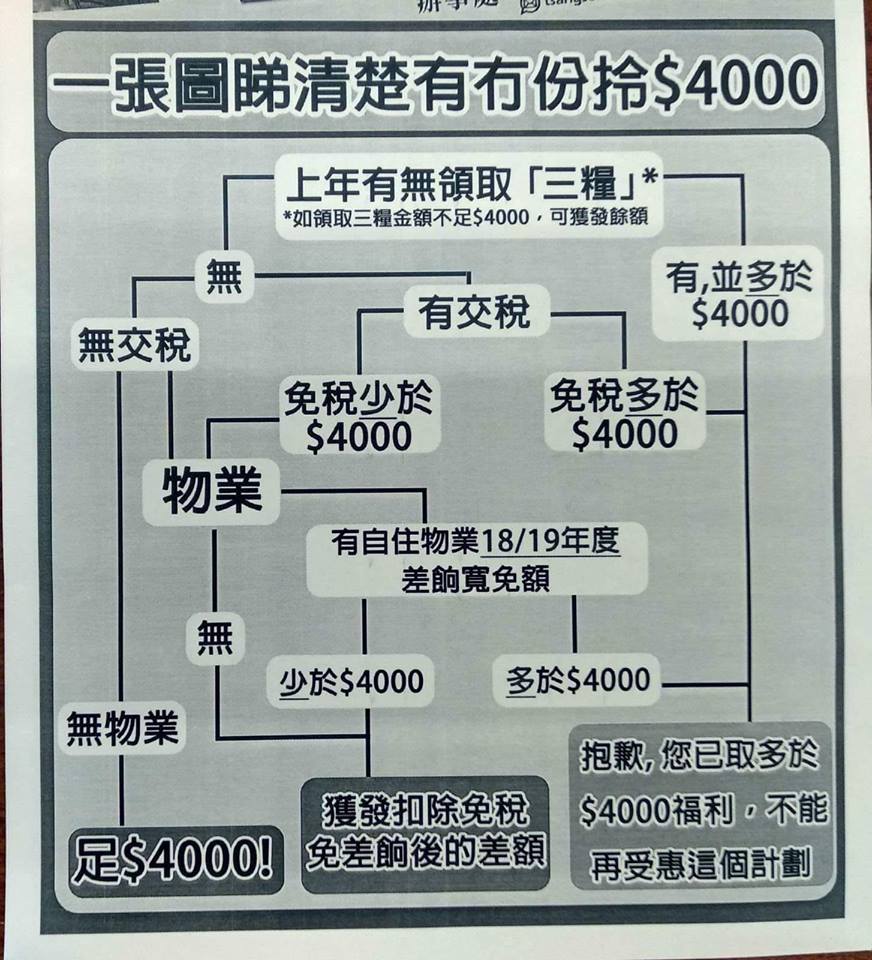 辦事處
一張圖睇清楚有冇份拎$4000
上年有無領取「三糧」*
*如領取三糧金額不足$4000，可獲發餘額
無
有,並多於
$4000
有交稅
無交稅
免稅少於
$4000
免稅多於
$4000
物業
有自住物業18/19年度
差餉寬免額
無
少於$4000
多於$4000
無物業
抱歉, 您已取多於
$4000福利，不能
再受惠這個計劃
獲發扣除免稅
免差餉後的差額
足$4000!